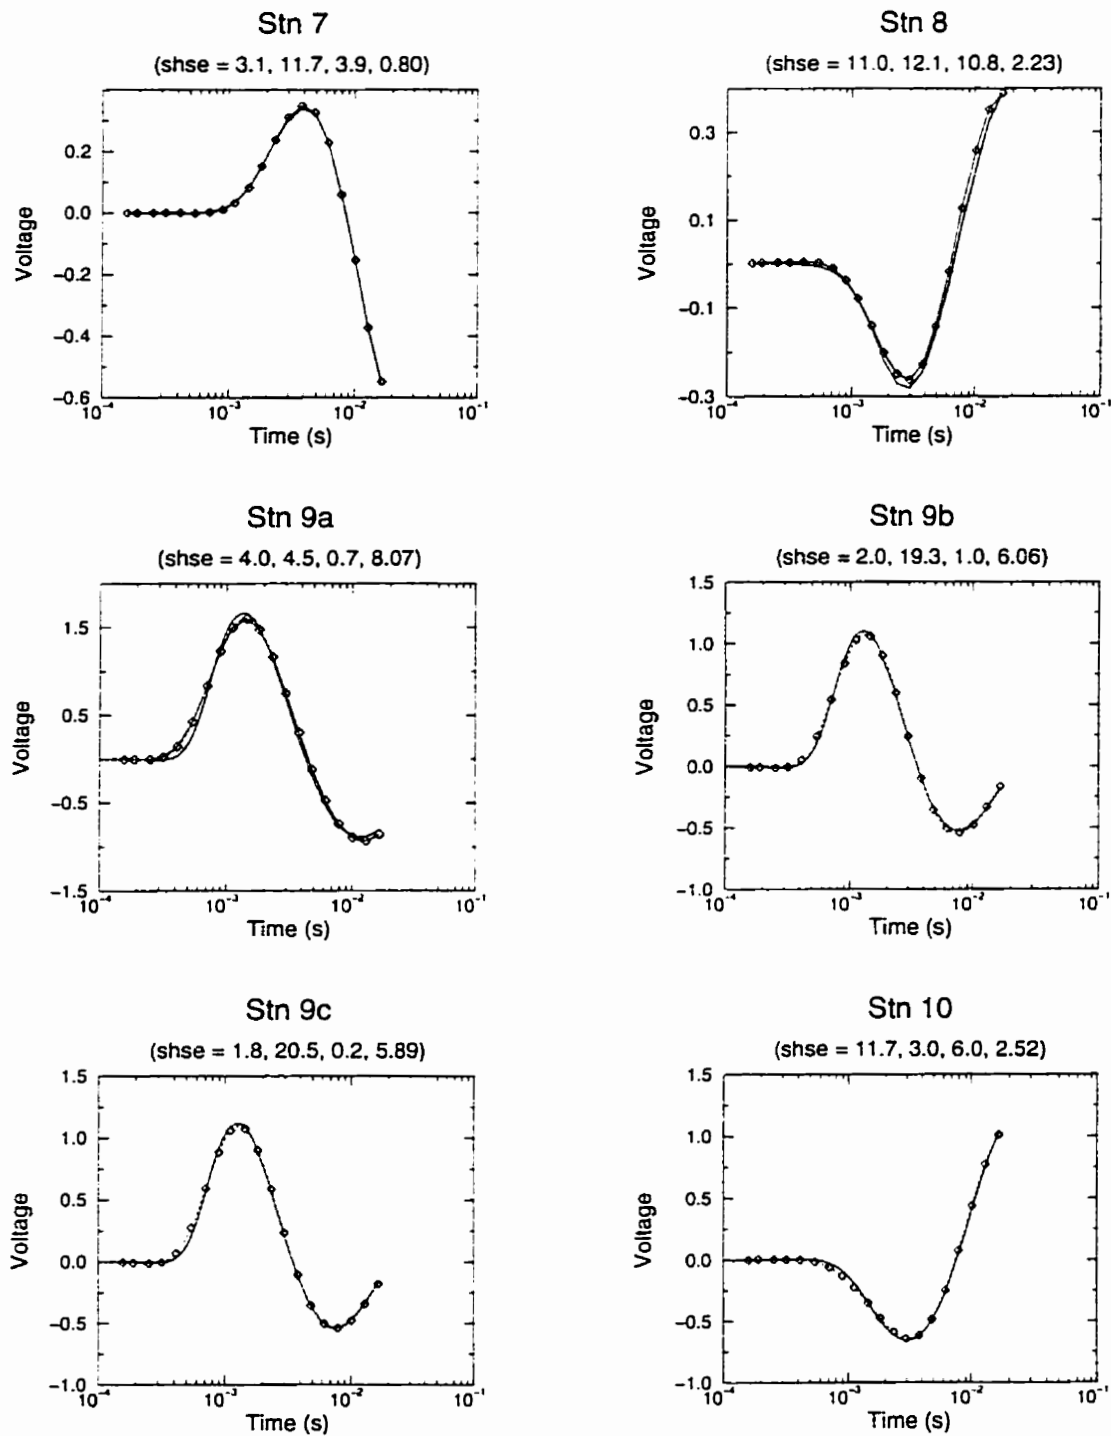 Stn 7
(shse = 3.1, 11.7, 3.9, 0.80)
0.2
0.0
−0.2
−0.4
−0.6
Voltage
10⁻⁴
10⁻³
10⁻²
10⁻¹
Time (s)
Stn 8
(shse = 11.0, 12.1, 10.8, 2.23)
0.3
0.1
−0.1
−0.3
Voltage
10⁻⁴
10⁻³
10⁻²
10⁻¹
Time (s)
Stn 9a
(shse = 4.0, 4.5, 0.7, 8.07)
1.5
0.5
−0.5
−1.5
Voltage
10⁻⁴
10⁻³
10⁻²
10⁻¹
Time (s)
Stn 9b
(shse = 2.0, 19.3, 1.0, 6.06)
1.5
1.0
0.5
0.0
−0.5
−1.0
Voltage
10⁻⁴
10⁻³
10⁻²
10⁻¹
Time (s)
Stn 9c
(shse = 1.8, 20.5, 0.2, 5.89)
1.5
1.0
0.5
0.0
−0.5
−1.0
Voltage
10⁻⁴
10⁻³
10⁻²
10⁻¹
Time (s)
Stn 10
(shse = 11.7, 3.0, 6.0, 2.52)
1.5
1.0
0.5
0.0
−0.5
−1.0
Voltage
10⁻⁴
10⁻³
10⁻²
10⁻¹
Time (s)